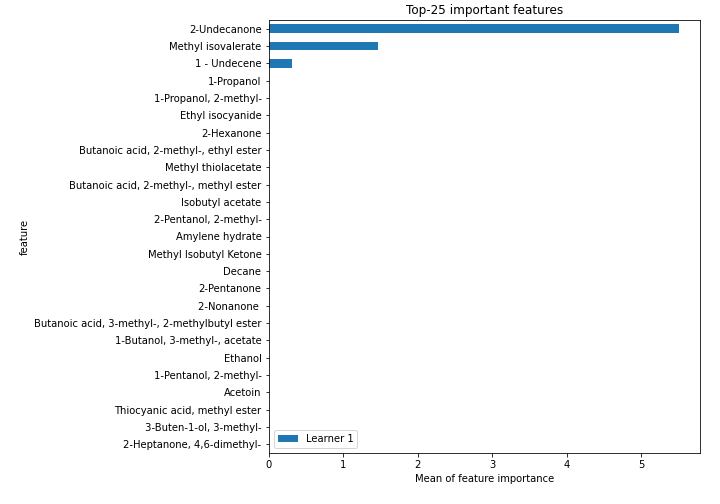 Top-25 important features
2-Undecanone
Methyl isovalerate
1 - Undecene
1-Propanol
1-Propanol, 2-methyl-
Ethyl isocyanide
2-Hexanone
Butanoic acid, 2-methyl-, ethyl ester
Methyl thiolacetate
Butanoic acid, 2-methyl-, methyl ester
Isobutyl acetate
2-Pentanol, 2-methyl-
Amylene hydrate
Methyl Isobutyl Ketone
Decane
2-Pentanone
2-Nonanone
Butanoic acid, 3-methyl-, 2-methylbutyl ester
1-Butanol, 3-methyl-, acetate
Ethanol
1-Pentanol, 2-methyl-
Acetoin
Thiocyanic acid, methyl ester
3-Buten-1-ol, 3-methyl-
2-Heptanone, 4,6-dimethyl-
feature
Learner 1
0 1 2 3 4 5
Mean of feature importance